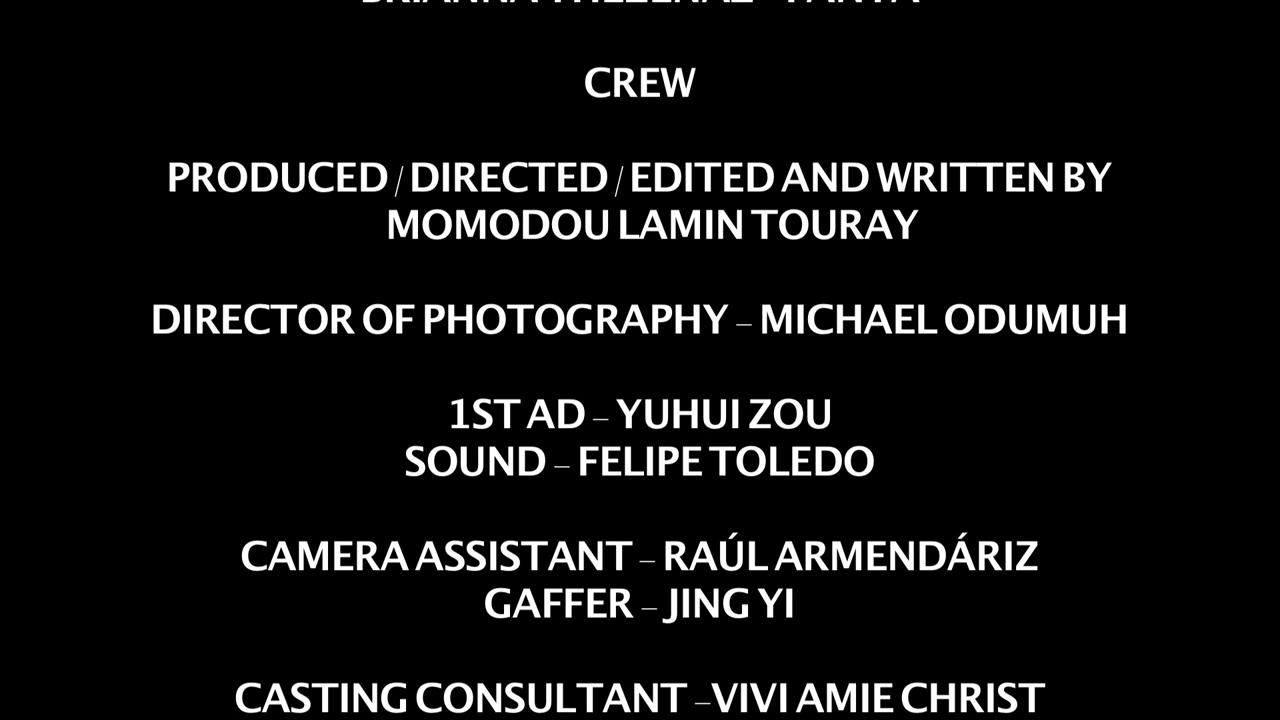 CREW
PRODUCED / DIRECTED / EDITED AND WRITTEN BY
MOMODOU LAMIN TOURAY
DIRECTOR OF PHOTOGRAPHY – MICHAEL ODUMUH
1ST AD – YUHUI ZOU
SOUND – FELIPE TOLEDO
CAMERA ASSISTANT – RAÚL ARMENDÁRIZ
GAFFER – JING YI
CASTING CONSULTANT –VIVI AMIE CHRIST